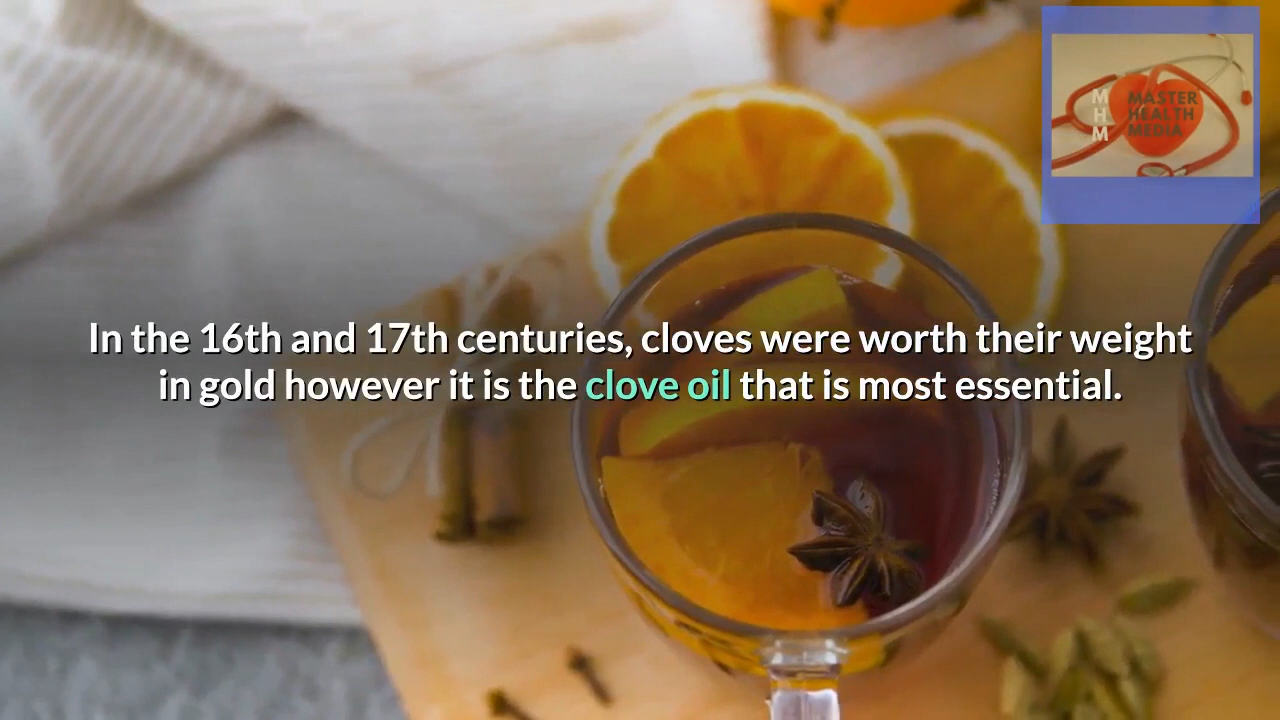 M
H
M
MASTER
HEALTH
MEDIA
In the 16th and 17th centuries, cloves were worth their weight
in gold however it is the clove oil that is most essential.